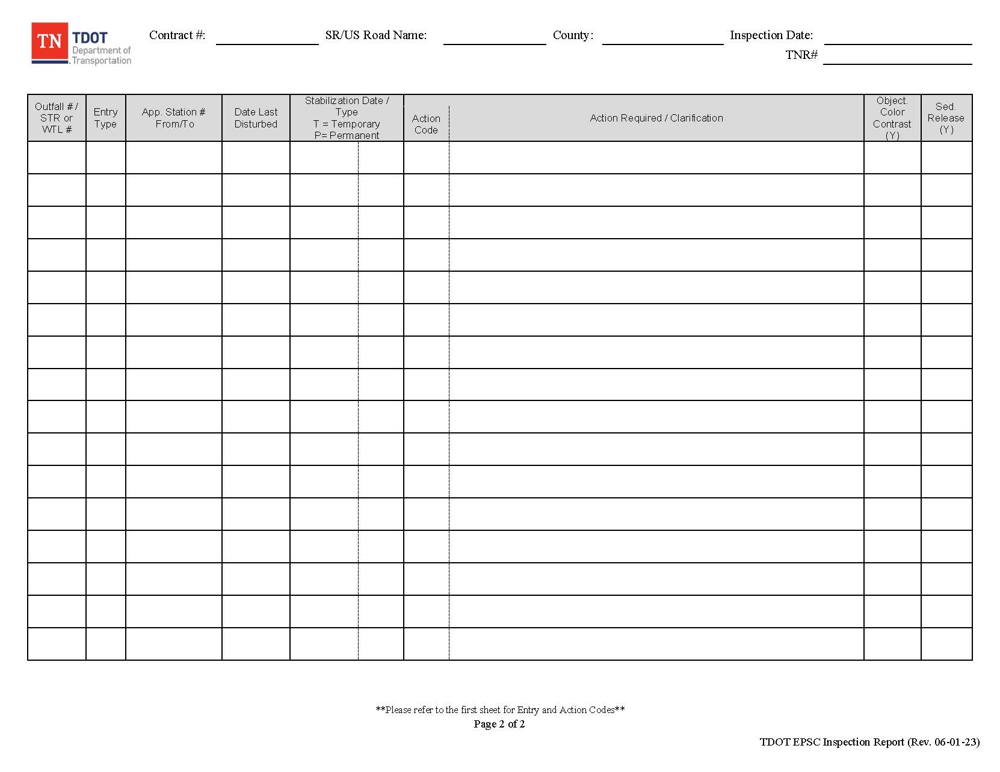 TN TDOT
Department of
Transportation
Contract #: SR/US Road Name: County: Inspection Date:
TNR#
Outfall # /
STR or
WTL #
Entry
Type
App. Station #
From/To
Date Last
Disturbed
Stabilization Date /
Type
T = Temporary
P= Permanent
Action
Code
Action Required / Clarification
Object.
Color
Contrast
(Y)
Sed.
Release
(Y)
**Please refer to the first sheet for Entry and Action Codes**
Page 2 of 2
TDOT EPSC Inspection Report (Rev. 06-01-23)